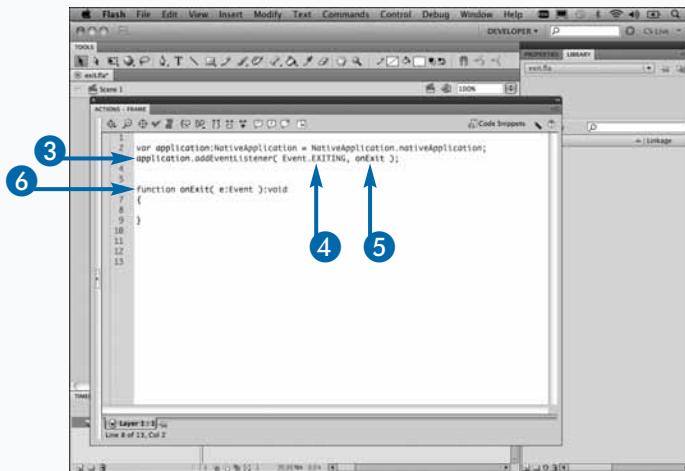 Flash File Edit View Insert Modify Text Commands Control Debug Window Help
DEVELOPER
CS Live
TOOLS
PROPERTIES LIBRARY
exit.fla*
exit.fla
Scene 1
100%
ACTIONS - FRAME
Code Snippets
Linkage
1
2 var application:NativeApplication = NativeApplication.nativeApplication;
3 application.addEventListener( Event.EXITING, onExit );
4
5
6 function onExit( e:Event ):void
7 {
8
9 }
10
11
12
13
3
6
4
5
Layer 1:1
Line 8 of 13, Col 2